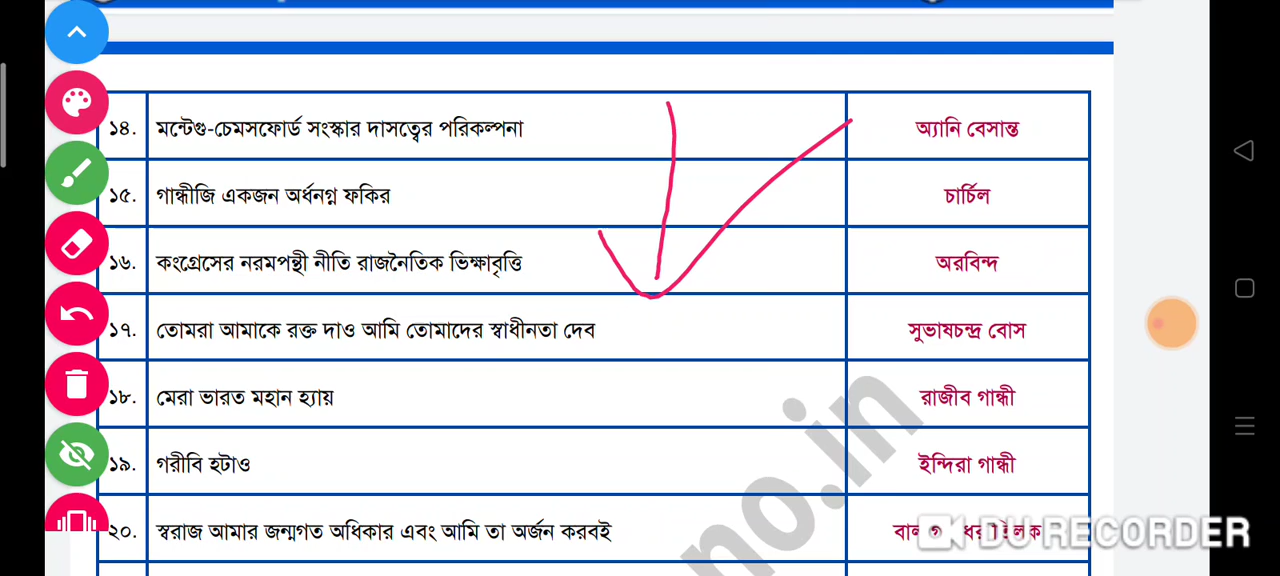 ১৪. মন্টেগু-চেমসফোর্ড সংস্কার দাসত্বের পরিকল্পনা অ্যানি বেসান্ত
১৫. গান্ধীজি একজন অর্ধনগ্ন ফকির চার্চিল
১৬. কংগ্রেসের নরমপন্থী নীতি রাজনৈতিক ভিক্ষাবৃত্তি অরবিন্দ
১৭. তোমরা আমাকে রক্ত দাও আমি তোমাদের স্বাধীনতা দেব সুভাষচন্দ্র বোস
১৮. মেরা ভারত মহান হ্যায় রাজীব গান্ধী
১৯. গরীবি হটাও ইন্দিরা গান্ধী
২০. স্বরাজ আমার জন্মগত অধিকার এবং আমি তা অর্জন করবই
DU RECORDER
no.in